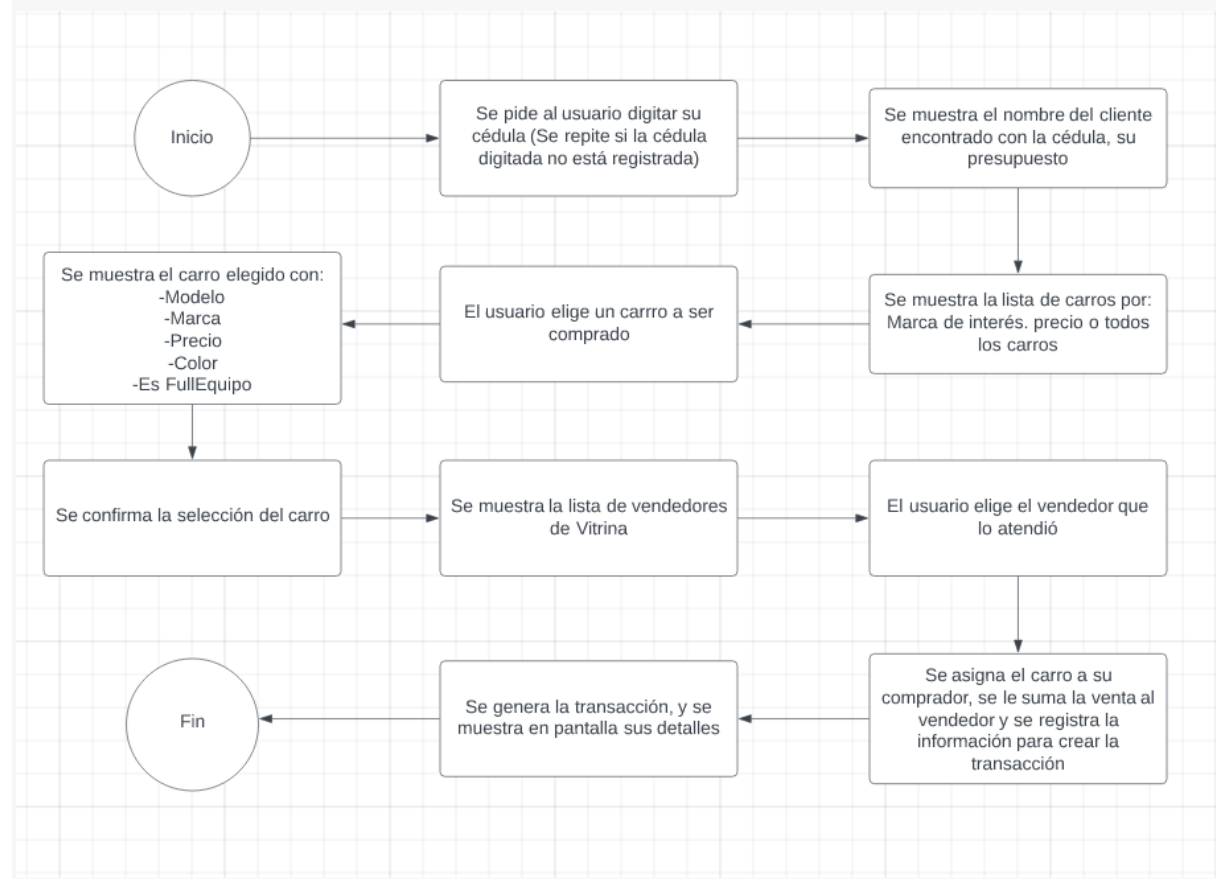 Inicio
Se pide al usuario digitar su
cédula (Se repite si la cédula
digitada no está registrada)
Se muestra el nombre del cliente
encontrado con la cédula, su
presupuesto
Se muestra la lista de carros por:
Marca de interés. precio o todos
los carros
El usuario elige un carrro a ser
comprado
Se muestra el carro elegido con:
-Modelo
-Marca
-Precio
-Color
-Es FullEquipo
Se confirma la selección del carro
Se muestra la lista de vendedores
de Vitrina
El usuario elige el vendedor que
lo atendió
Se asigna el carro a su
comprador, se le suma la venta al
vendedor y se registra la
información para crear la
transacción
Se genera la transacción, y se
muestra en pantalla sus detalles
Fin